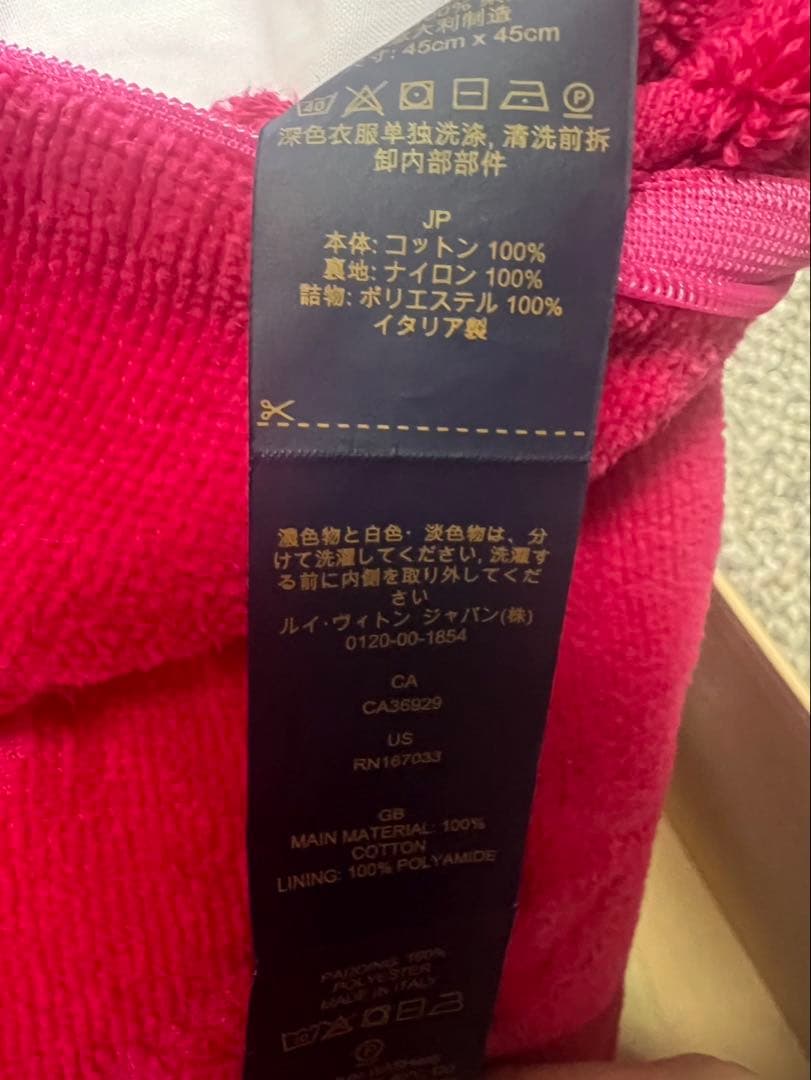 大利制造
45cm x 45cm
40
P
深色衣服单独洗涤, 清洗前拆
卸内部部件
JP
本体: コットン 100%
裏地: ナイロン 100%
詰物: ポリエステル 100%
イタリア製
濃色物と白色・淡色物は、分
けて洗濯してください, 洗濯す
る前に内側を取り外してくだ
さい
ルイ・ヴィトン ジャパン(株)
0120-00-1854
CA
CA36929
US
RN167033
GB
MAIN MATERIAL: 100%
COTTON
LINING: 100% POLYAMIDE
PADDING: 100%
POLYESTER
MADE IN ITALY
40
P